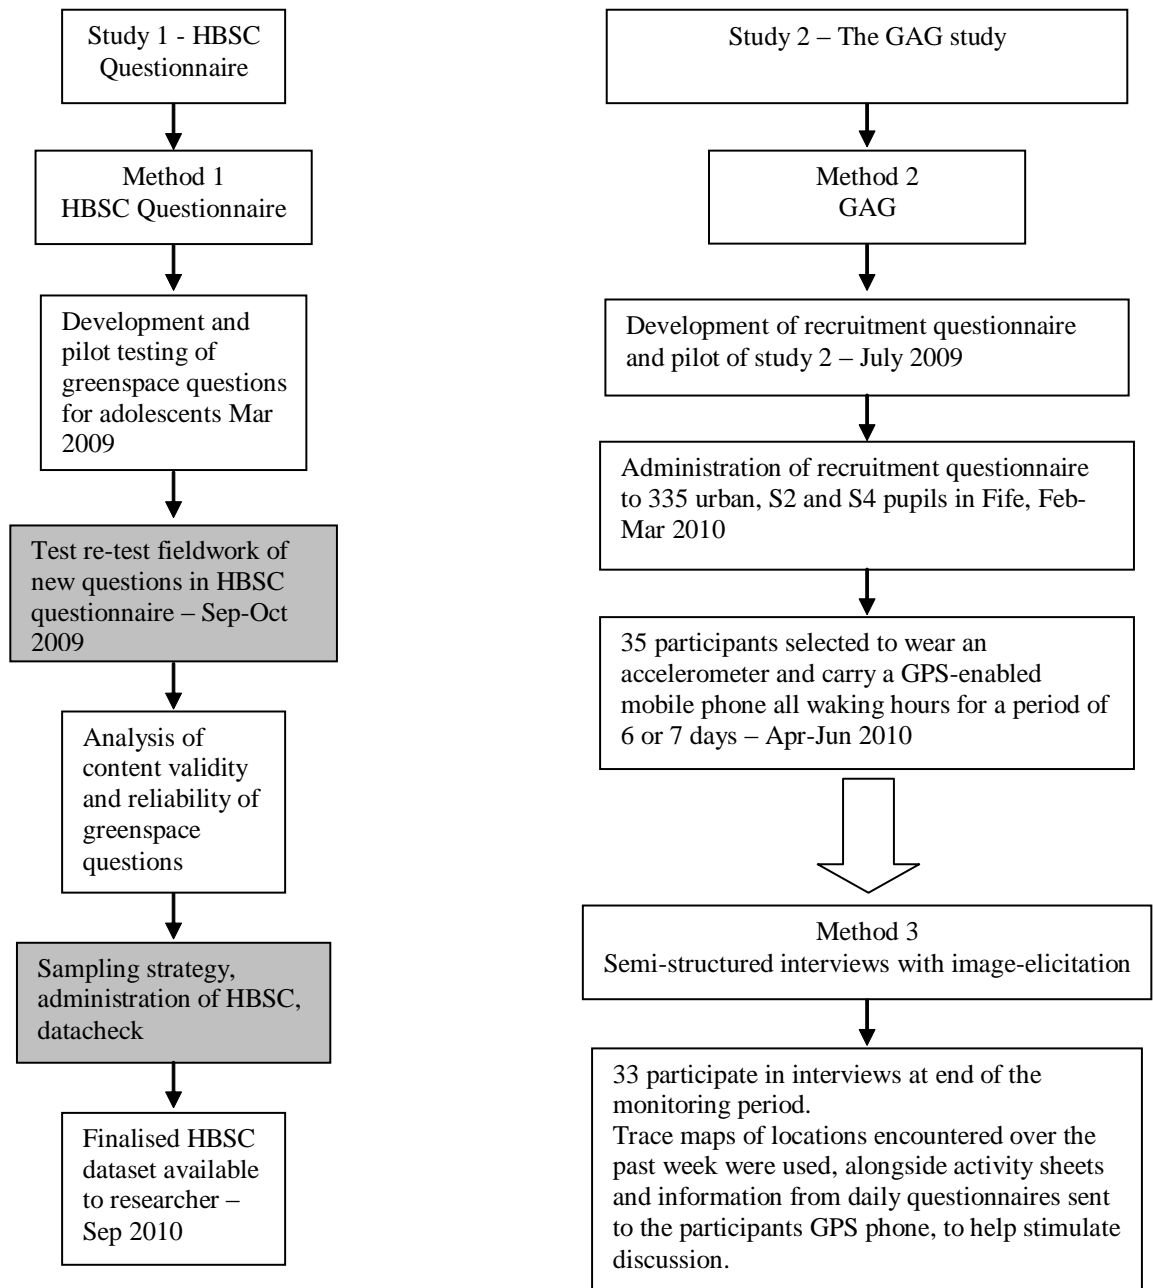 Study 1 - HBSC
Questionnaire
Method 1
HBSC Questionnaire
Development and
pilot testing of
greenspace questions
for adolescents Mar
2009
Test re-test fieldwork of
new questions in HBSC
questionnaire – Sep-Oct
2009
Analysis of
content validity
and reliability of
greenspace
questions
Sampling strategy,
administration of HBSC,
datacheck
Finalised HBSC
dataset available
to researcher –
Sep 2010
Study 2 – The GAG study
Method 2
GAG
Development of recruitment questionnaire
and pilot of study 2 – July 2009
Administration of recruitment questionnaire
to 335 urban, S2 and S4 pupils in Fife, Feb-
Mar 2010
35 participants selected to wear an
accelerometer and carry a GPS-enabled
mobile phone all waking hours for a period of
6 or 7 days – Apr-Jun 2010
Method 3
Semi-structured interviews with image-elicitation
33 participate in interviews at end of the
monitoring period.
Trace maps of locations encountered over the
past week were used, alongside activity sheets
and information from daily questionnaires sent
to the participants GPS phone, to help stimulate
discussion.